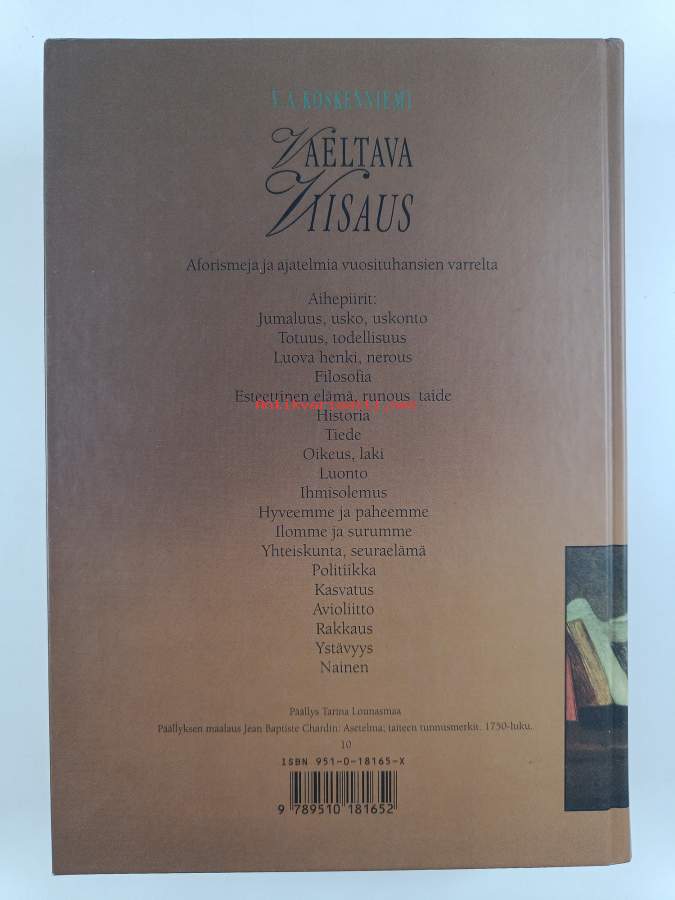 V. A. KOSKENNIEMI
VAELTAVA
VIISAUS
Aforismeja ja ajatelmia vuosituhansien varrelta
Aihepiirit:
Jumaluus, usko, uskonto
Totuus, todellisuus
Luova henki, nerous
Filosofia
Esteettinen elämä, runous, taide
Antikvariaatti.net
Historia
Tiede
Oikeus, laki
Luonto
Ihmisolemus
Hyveemme ja paheemme
Ilomme ja surumme
Yhteiskunta, seuraelämä
Politiikka
Kasvatus
Avioliitto
Rakkaus
Ystävyys
Nainen
Päällys Tarina Lounasmaa
Päällyksen maalaus Jean Baptiste Chardin: Asetelma; taiteen tunnusmerkit. 1750-luku.
10
ISBN 951-0-18165-X
9 789510 181652